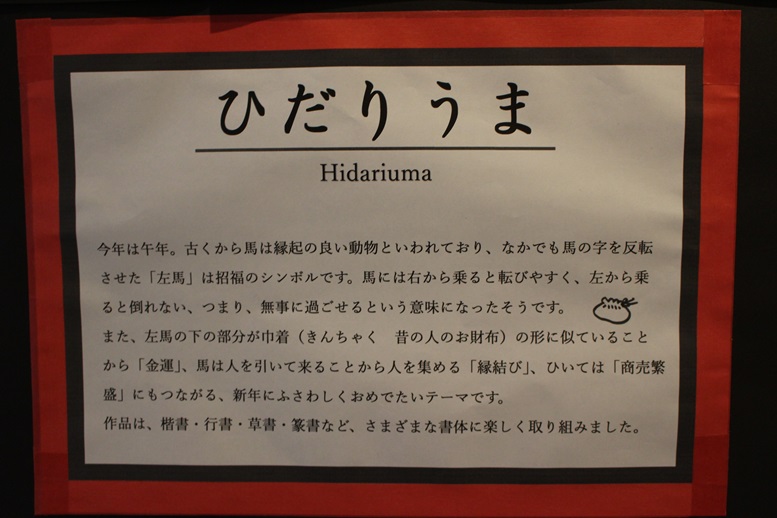 ひだりうま
Hidariuma
今年は午年。古くから馬は縁起の良い動物といわれており、なかでも馬の字を反転
させた「左馬」は招福のシンボルです。馬には右から乗ると転びやすく、左から乗
ると倒れない、つまり、無事に過ごせるという意味になったそうです。
また、左馬の下の部分が巾着（きんちゃく　昔の人のお財布）の形に似ていること
から「金運」、馬は人を引いて来ることから人を集める「縁結び」、ひいては「商売繁
盛」にもつながる、新年にふさわしくおめでたいテーマです。
作品は、楷書・行書・草書・篆書など、さまざまな書体に楽しく取り組みました。